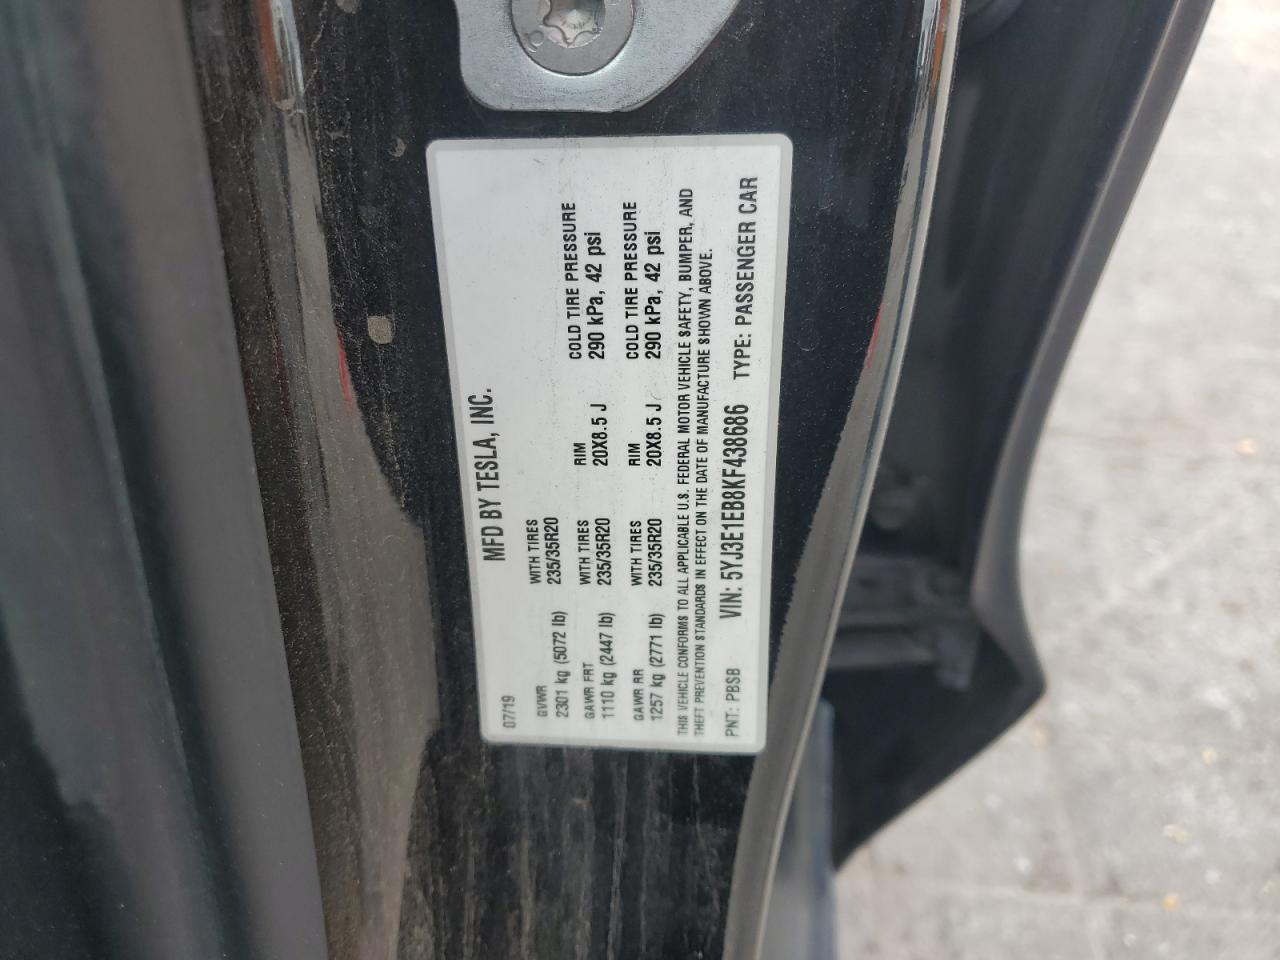 MFD BY TESLA, INC.
07/19
GVWR
2301 kg (5072 lb)
WITH TIRES
235/35R20
GAWR FRT
1110 kg (2447 lb)
WITH TIRES
235/35R20
RIM
20X8.5 J
COLD TIRE PRESSURE
290 kPa, 42 psi
GAWR RR
1257 kg (2771 lb)
WITH TIRES
235/35R20
RIM
20X8.5 J
COLD TIRE PRESSURE
290 kPa, 42 psi
THIS VEHICLE CONFORMS TO ALL APPLICABLE U.S. FEDERAL MOTOR VEHICLE SAFETY, BUMPER, AND
THEFT PREVENTION STANDARDS IN EFFECT ON THE DATE OF MANUFACTURE SHOWN ABOVE.
PNT: PBSB VIN: 5YJ3E1EB8KF438686 TYPE: PASSENGER CAR